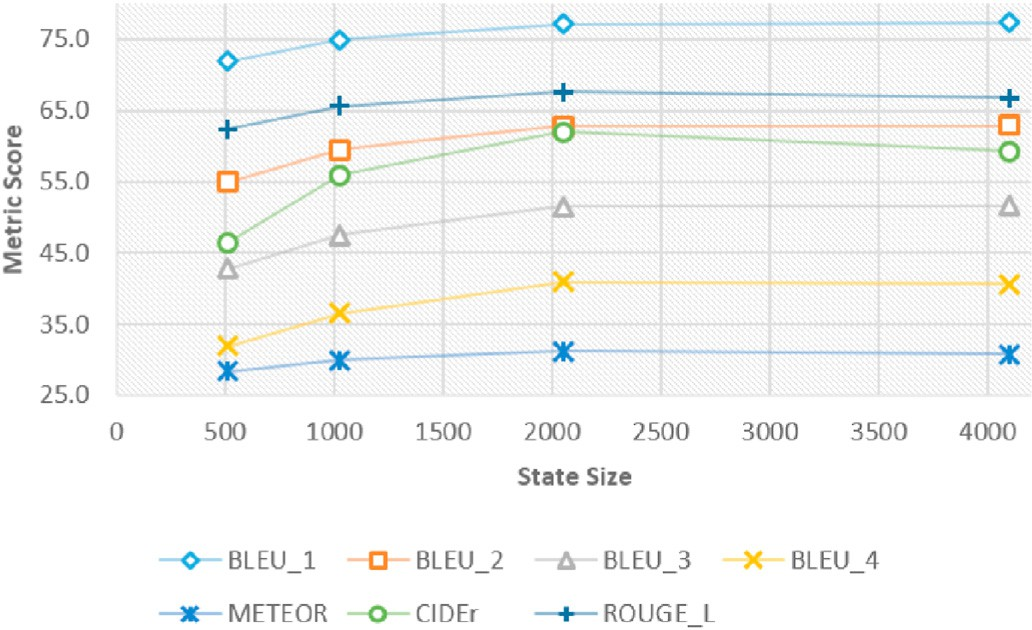 75.0
65.0
55.0
45.0
35.0
25.0
Metric Score
0 500 1000 1500 2000 2500 3000 3500 4000
State Size
BLEU_1 BLEU_2 BLEU_3 BLEU_4
METEOR CIDEr ROUGE_L